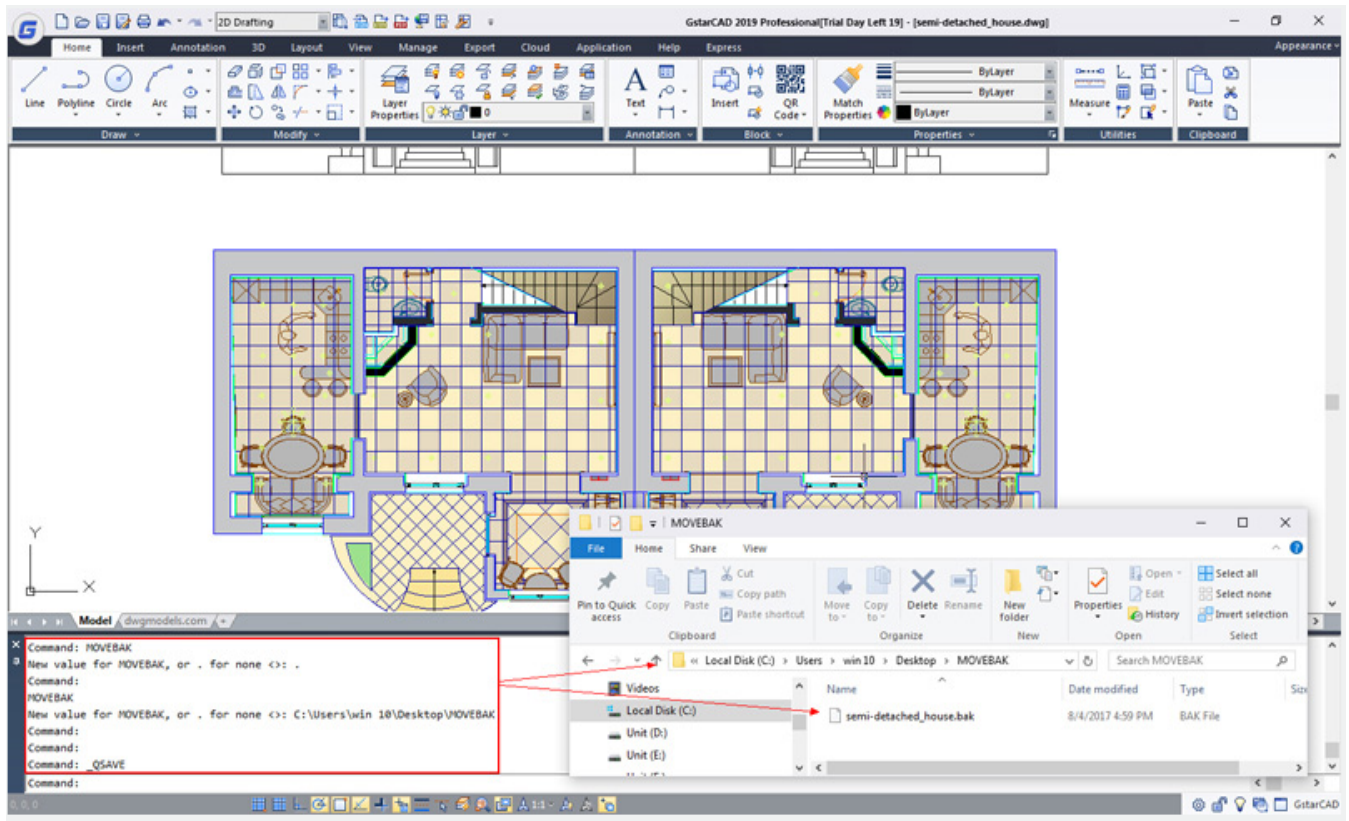 2D Drafting
GstarCAD 2019 Professional[Trial Day Left 19] - [semi-detached_house.dwg]
Home Insert Annotation 3D Layout View Manage Export Cloud Application Help Express Appearance
Line Polyline Circle Arc
Layer Properties
0
Text
Insert
QR Code
Match Properties
ByLayer
ByLayer
ByLayer
Measure
Paste
Draw Modify Layer Annotation Block Properties Utilities Clipboard
Y
X
Model dwgmodels.com +
Command: MOVEBAK
New value for MOVEBAK, or . for none <>: .
Command:
MOVEBAK
New value for MOVEBAK, or . for none <>: C:\Users\win 10\Desktop\MOVEBAK
Command:
Command:
Command: _QSAVE
Command:
MOVEBAK
File Home Share View
Pin to Quick access
Copy
Paste
Cut
Copy path
Paste shortcut
Move to
Copy to
Delete
Rename
New folder
Properties
Open
Edit
History
Select all
Select none
Invert selection
Clipboard Organize New Open Select
« Local Disk (C:) > Users > win 10 > Desktop > MOVEBAK
Search MOVEBAK
Videos
Local Disk (C:)
Unit (D:)
Unit (E:)
Name Date modified Type
semi-detached_house.bak 8/4/2017 4:59 PM BAK File
0, 0, 0
1:1
GstarCAD